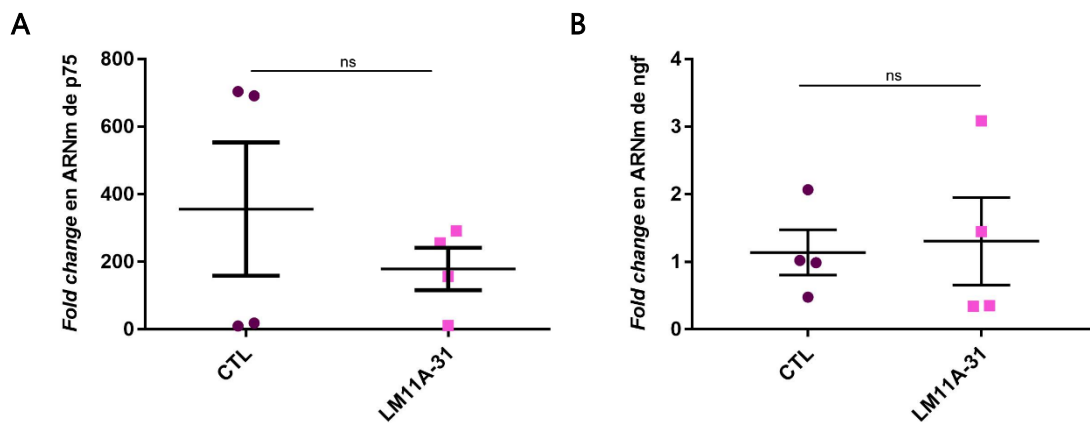 A
Fold change en ARNm de p75
800
600
400
200
0
ns
CTL
LM11A-31
B
Fold change en ARNm de ngf
4
3
2
1
0
ns
CTL
LM11A-31